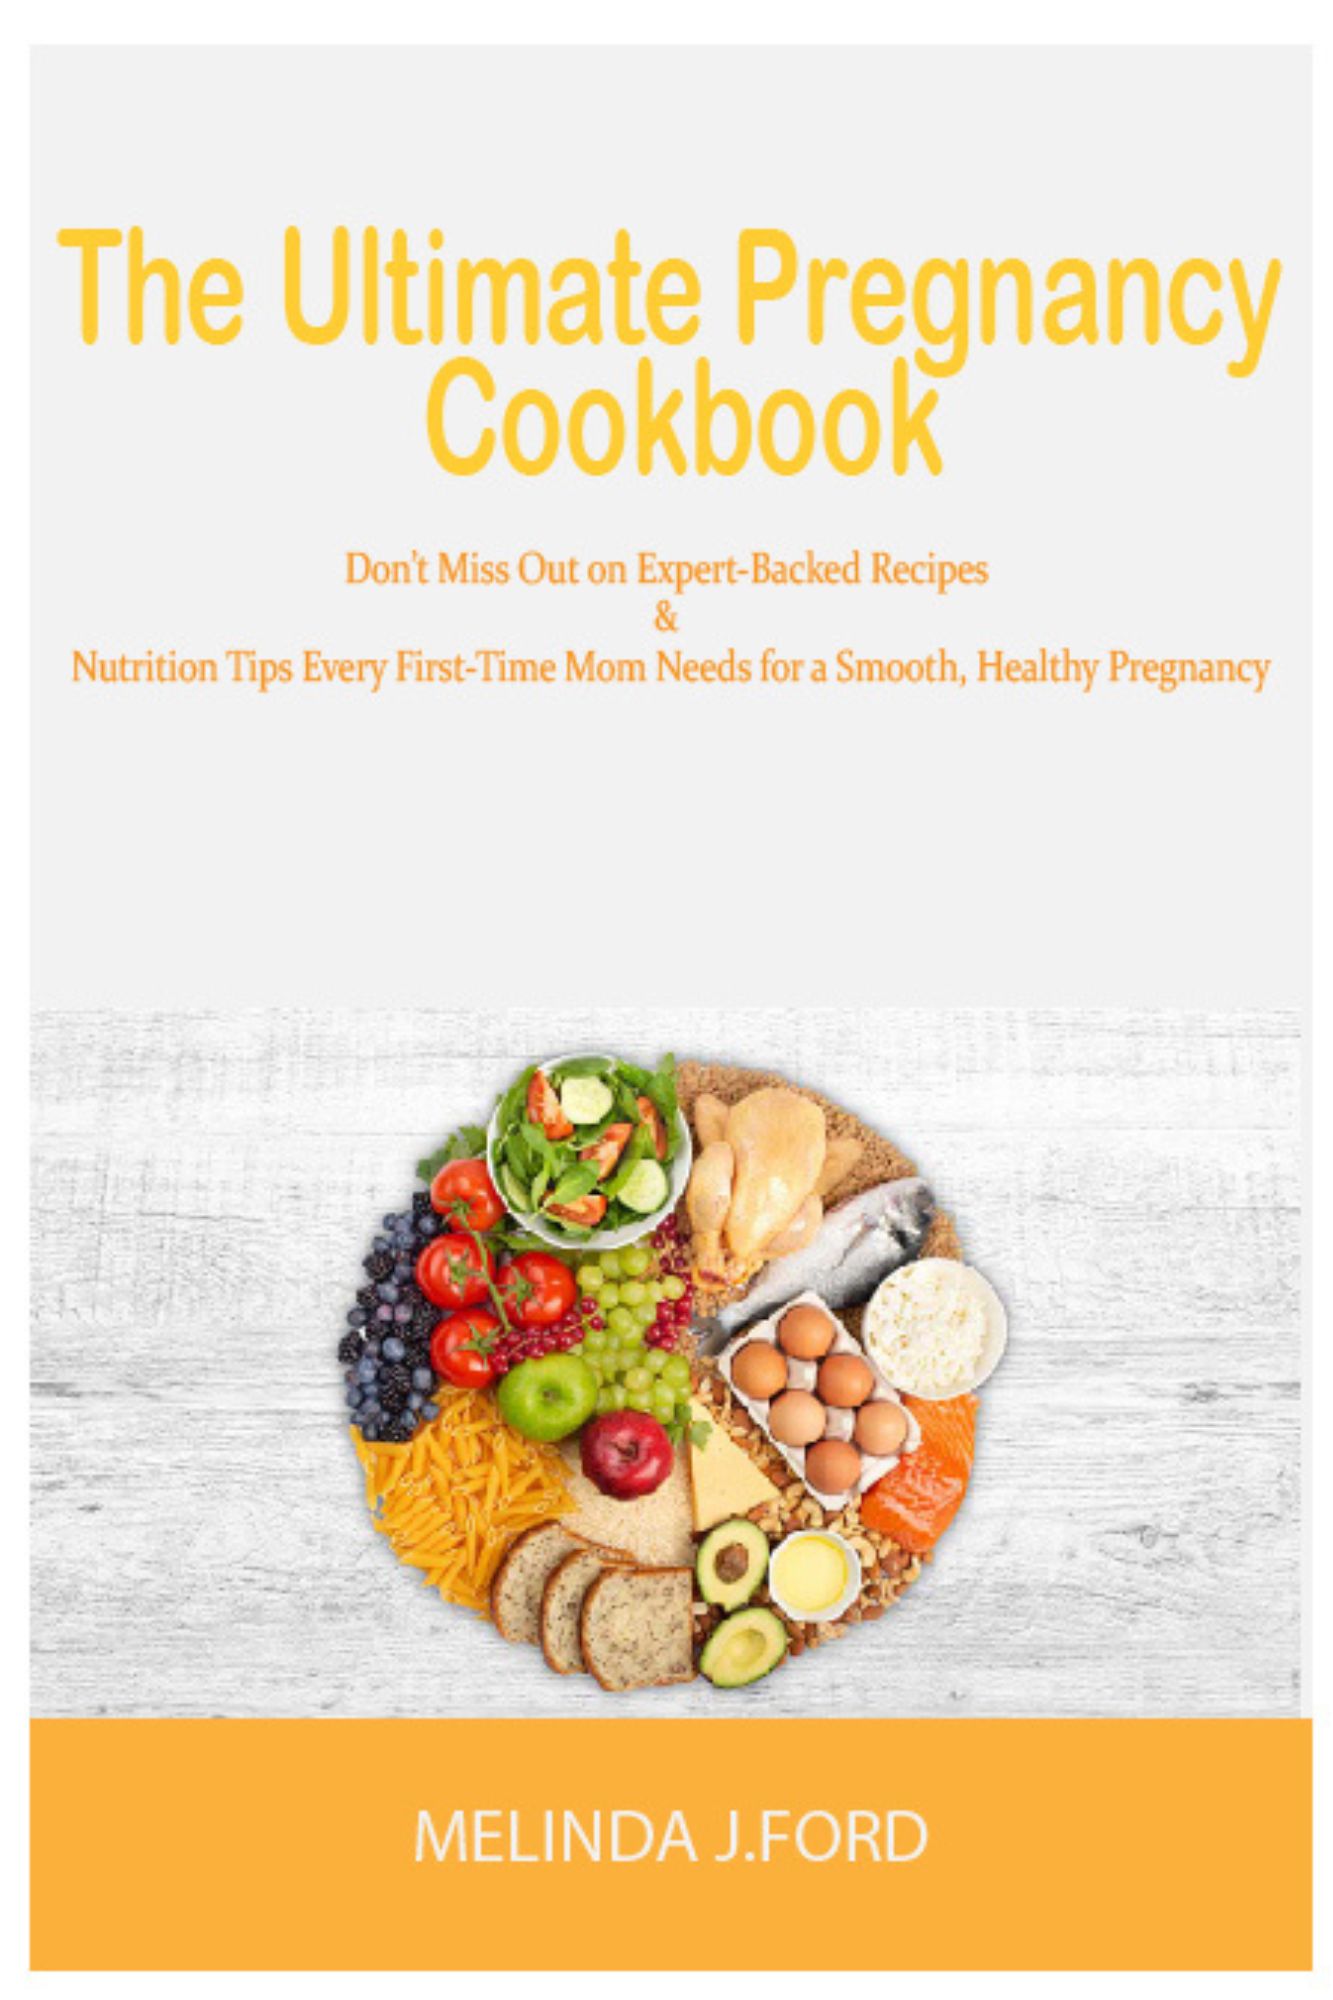 The Ultimate Pregnancy
Cookbook
Don't Miss Out on Expert-Backed Recipes
&
Nutrition Tips Every First-Time Mom Needs for a Smooth, Healthy Pregnancy
MELINDA J.FORD